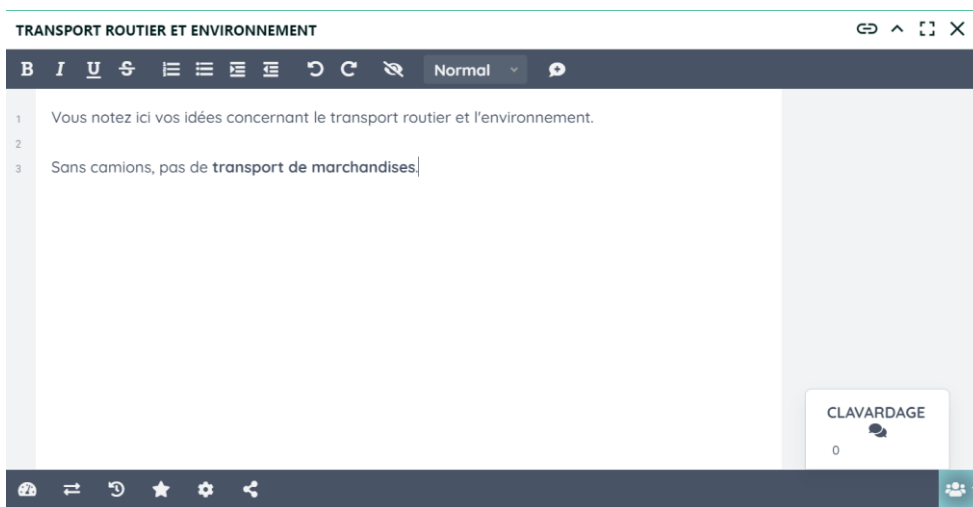 TRANSPORT ROUTIER ET ENVIRONNEMENT
B I U S Normal
1 Vous notez ici vos idées concernant le transport routier et l'environnement.
2
3 Sans camions, pas de transport de marchandises.
CLAVARDAGE
0